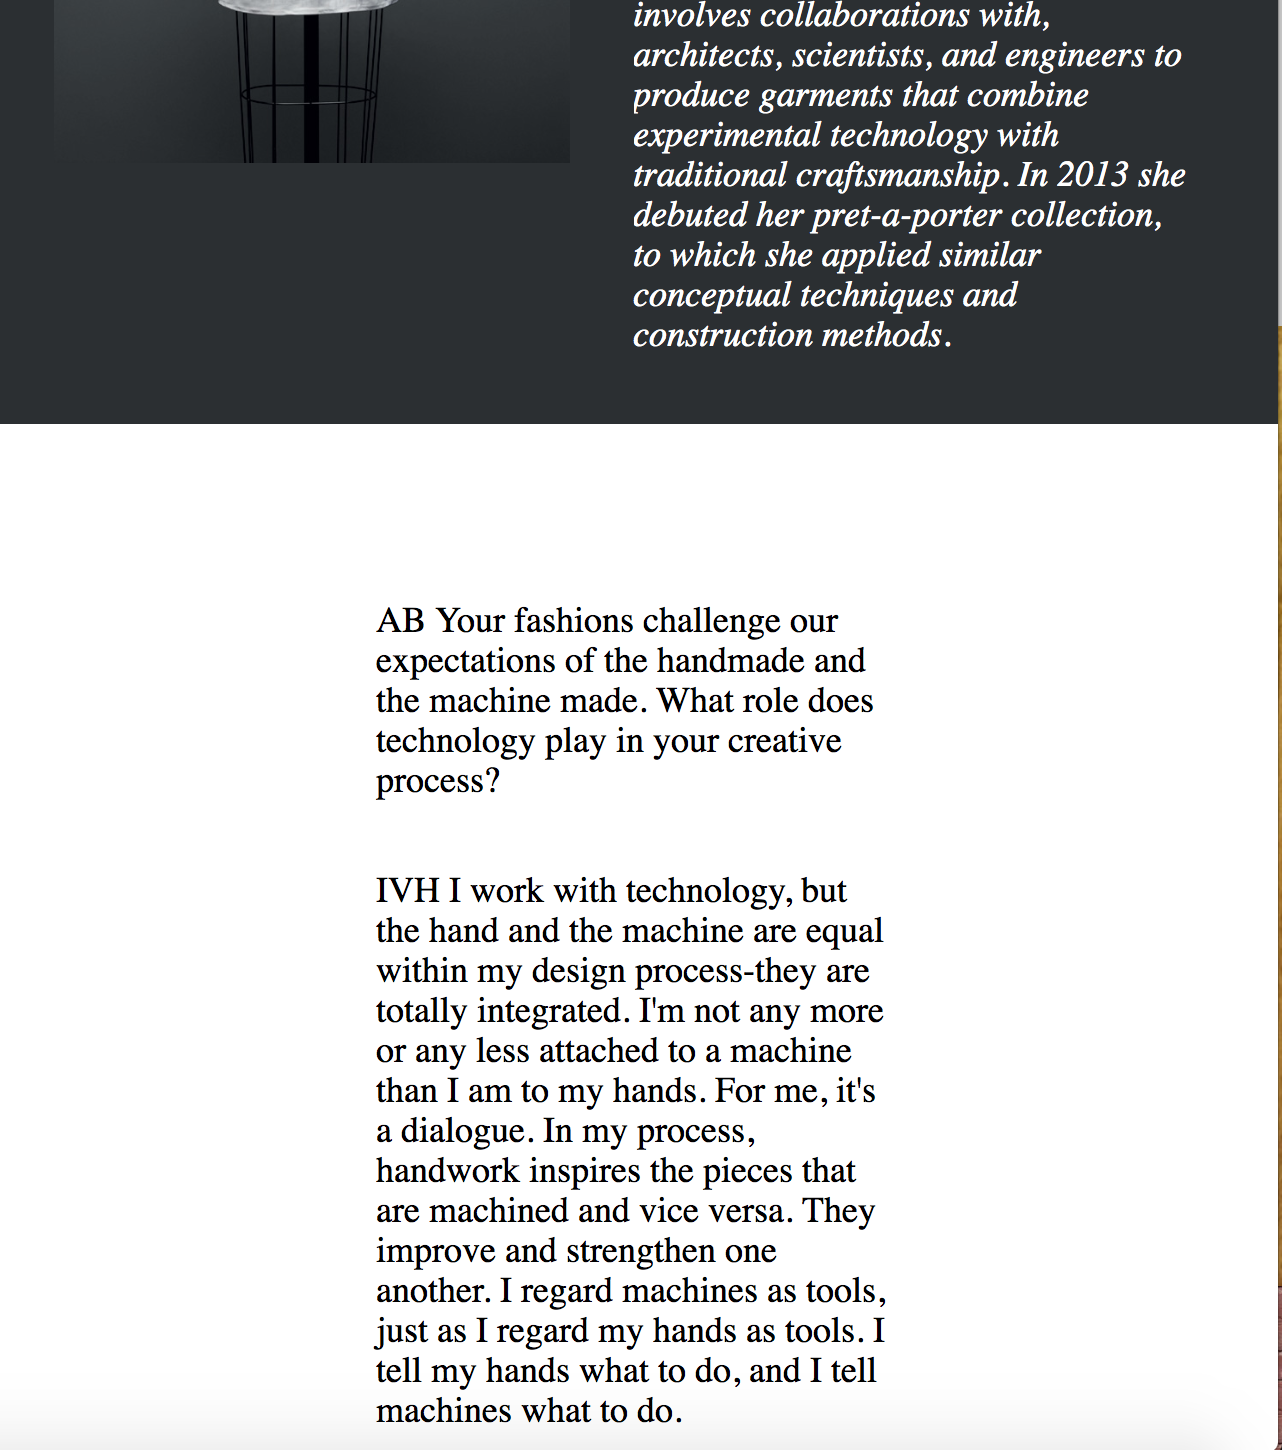 involves collaborations with,
architects, scientists, and engineers to
produce garments that combine
experimental technology with
traditional craftsmanship. In 2013 she
debuted her pret-a-porter collection,
to which she applied similar
conceptual techniques and
construction methods.
AB Your fashions challenge our
expectations of the handmade and
the machine made. What role does
technology play in your creative
process?
IVH I work with technology, but
the hand and the machine are equal
within my design process-they are
totally integrated. I'm not any more
or any less attached to a machine
than I am to my hands. For me, it's
a dialogue. In my process,
handwork inspires the pieces that
are machined and vice versa. They
improve and strengthen one
another. I regard machines as tools,
just as I regard my hands as tools. I
tell my hands what to do, and I tell
machines what to do.